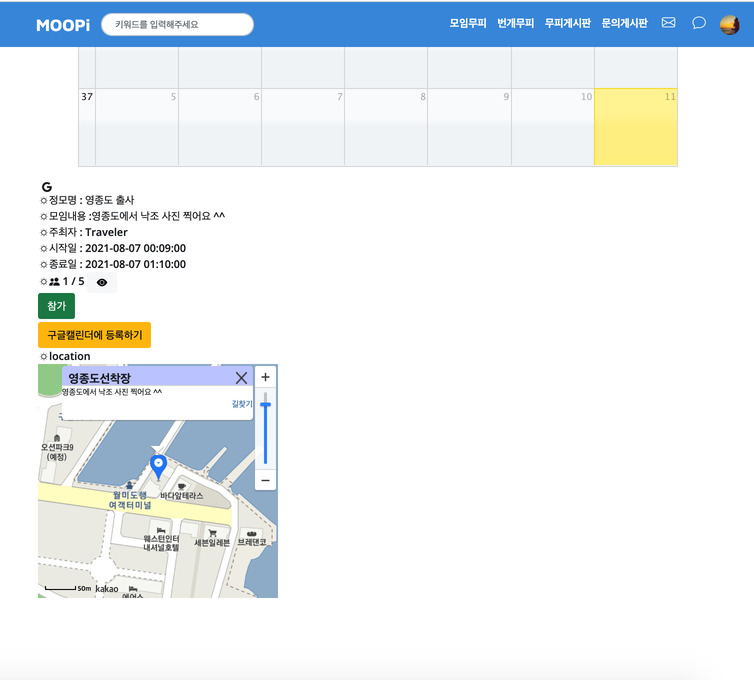 MOOPi 키워드를 입력해주세요 모임무피 번개무피 무피게시판 문의게시판
37 5 6 7 8 9 10 11
G
☼정모명 : 영종도 출사
☼모임내용 :영종도에서 낙조 사진 찍어요 ^^
☼주최자 : Traveler
☼시작일 : 2021-08-07 00:09:00
☼종료일 : 2021-08-07 01:10:00
☼ 1 / 5
참가
구글캘린더에 등록하기
☼location
영종도선착장
영종도에서 낙조 사진 찍어요 ^^
길찾기
오션파크9
(예정)
월미도행
여객터미널
바다앞테라스
웨스턴인터
내셔널호텔
세븐일레븐
브레댄코
50m kakao